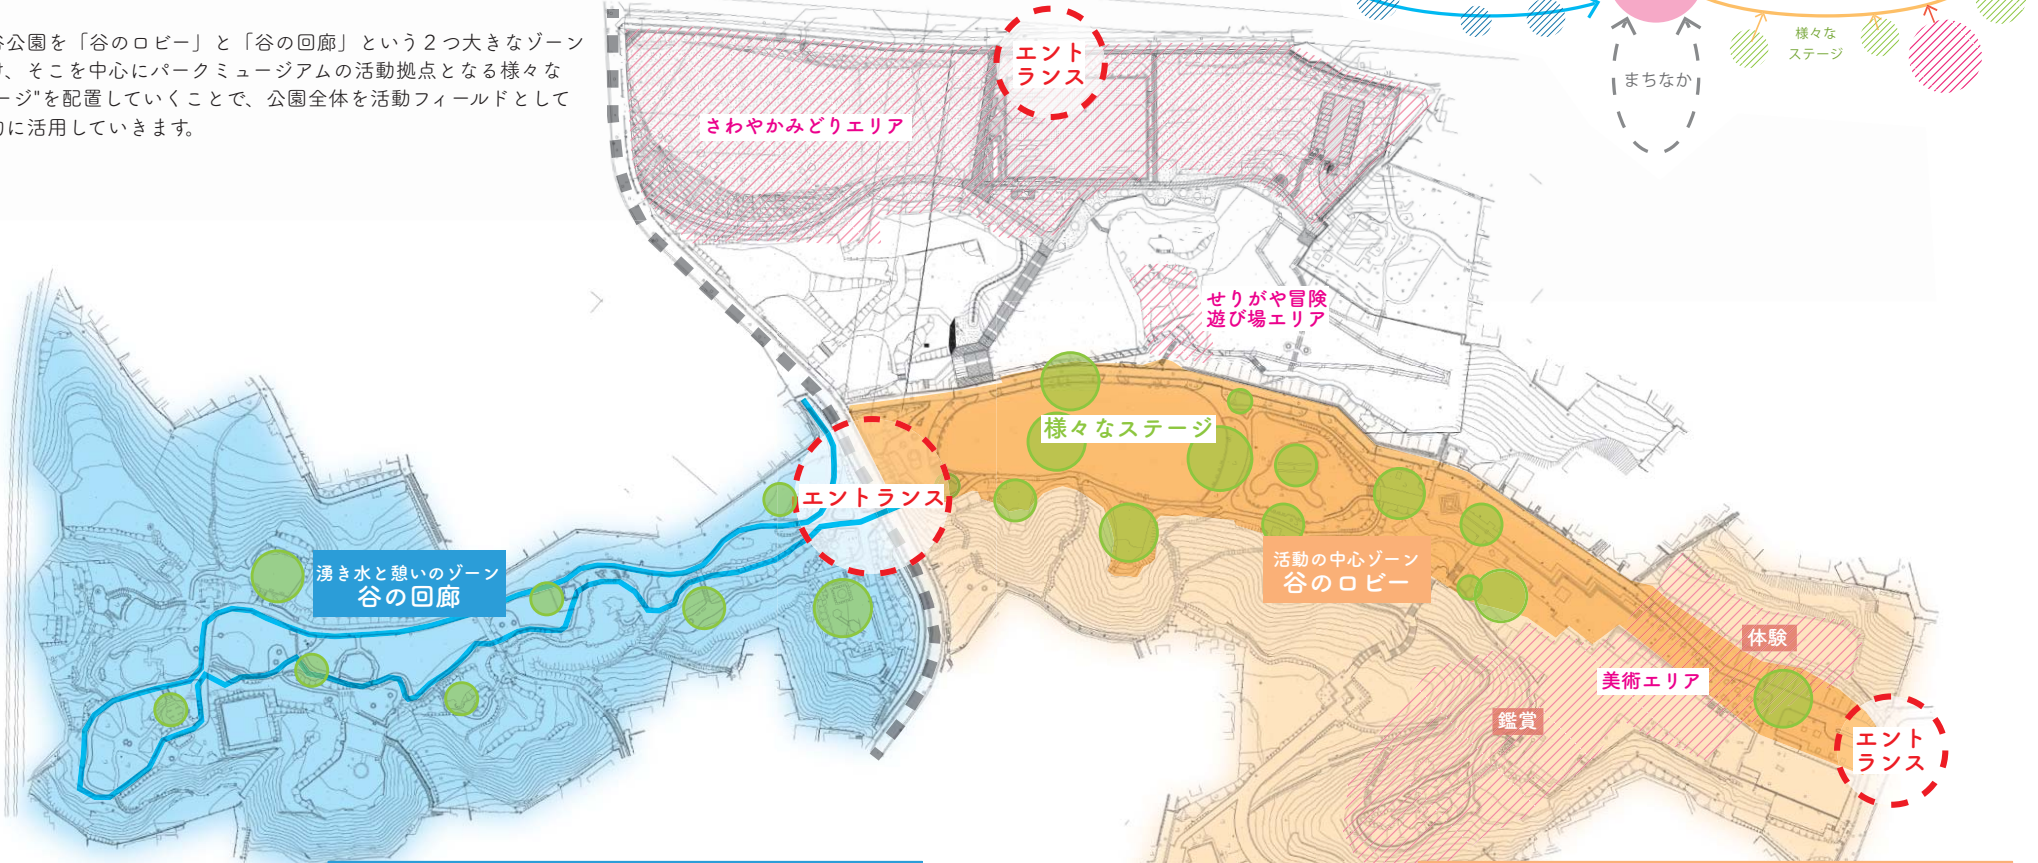 公園を「谷のロビー」と「谷の回廊」という２つ大きなゾーン
、そこを中心にパークミュージアムの活動拠点となる様々な
ージ"を配置していくことで、公園全体を活動フィールドとして
に活用していきます。
様々な
ステージ
まちなか
エント
ランス
さわやかみどりエリア
せりがや冒険
遊び場エリア
様々なステージ
エントランス
湧き水と憩いのゾーン
谷の回廊
活動の中心ゾーン
谷のロビー
体験
美術エリア
鑑賞
エント
ランス